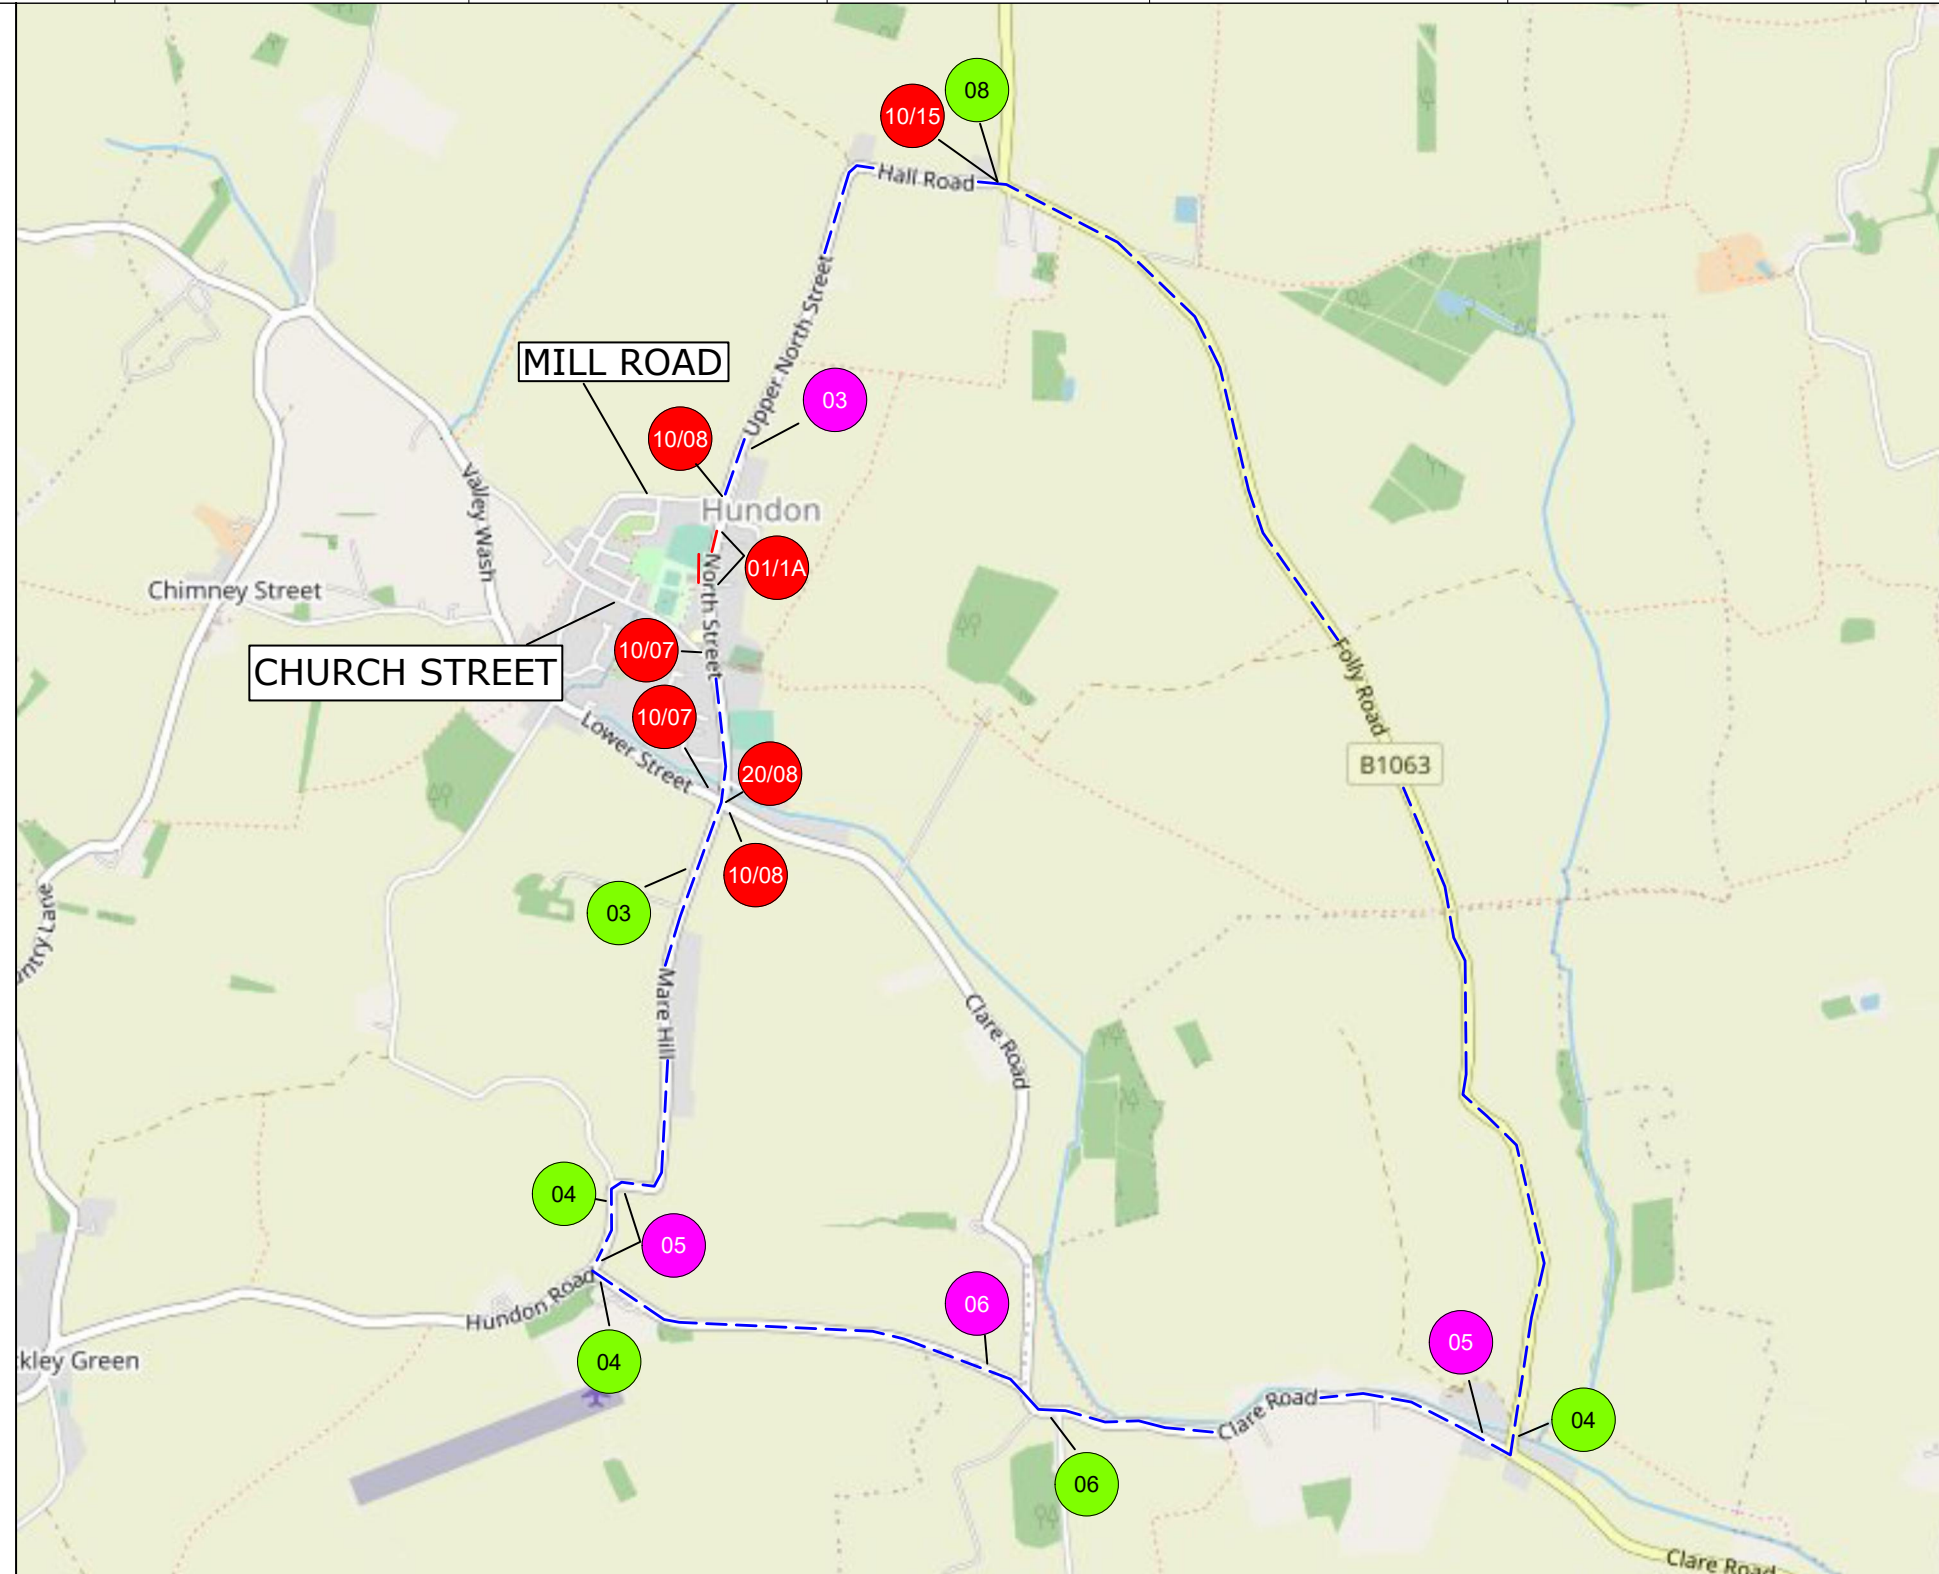 08
10/15
Hall Road
Upper North Street
MILL ROAD
03
10/08
Hundon
Valley Wash
01/1A
North Street
Chimney Street
10/07
CHURCH STREET
Folly Road
10/07
Lower Street
20/08
B1063
10/08
03
untry Lane
Mare Hill
Clare Road
04
05
06
Hundon Road
05
kley Green
04
Clare Road
04
06
Clare Road